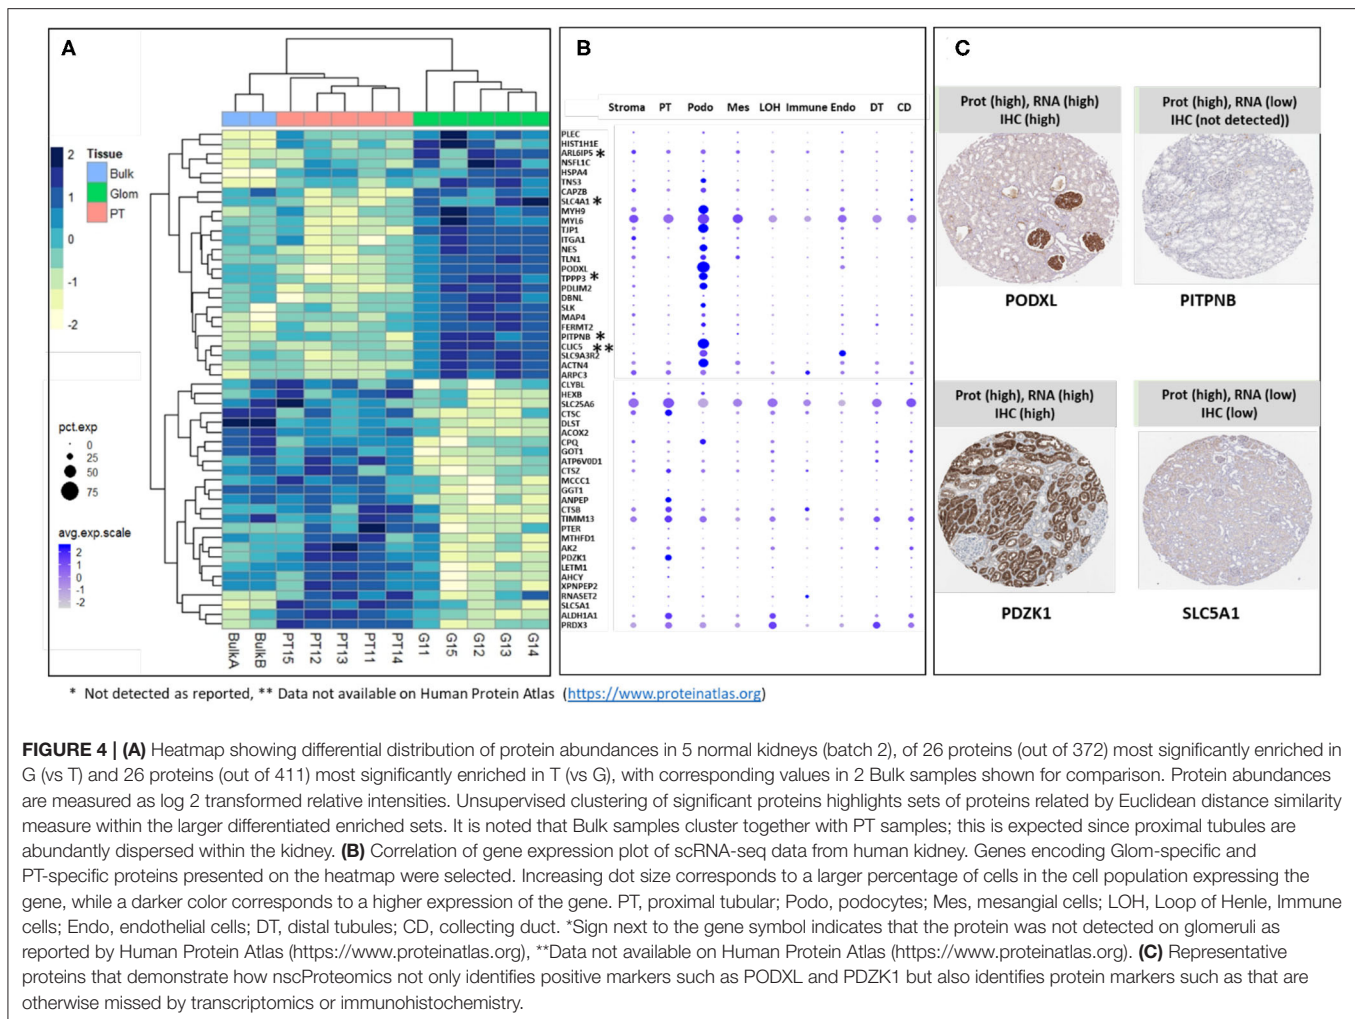 A
2
1
0
-1
-2
Tissue
Bulk
Glom
PT
pct.exp
0
25
50
75
avg.exp.scale
2
1
0
-1
-2
BulkA
BulkB
PT15
PT12
PT13
PT11
PT14
G11
G15
G12
G13
G14
B
Stroma PT Podo Mes LOH Immune Endo DT CD
PLEC
HIST1H1E
ARL6IP5 *
NSFL1C
HSPA4
TNS3
CAPZB
SLC4A1 *
MYH9
MYL6
TJP1
ITGA1
NES
TLN1
PODXL
TPPP3 *
PDLIM2
DBNL
SLK
MAP4
FERMT2
PITPNB *
CLIC5 **
SLC9A3R2
ACTN4
ARPC3
CLYBL
HEXB
SLC25A6
CTSC
DLST
ACOX2
CPQ
GOT1
ATP6V0D1
CTSZ
MCCC1
GGT1
ANPEP
CTSB
TIMM13
PTER
MTHFD1
AK2
PDZK1
LETM1
AHCY
XPNPEP2
RNASET2
SLC5A1
ALDH1A1
PRDX3
C
Prot (high), RNA (high)
IHC (high)
PODXL
Prot (high), RNA (low)
IHC (not detected))
PITPNB
Prot (high), RNA (high)
IHC (high)
PDZK1
Prot (high), RNA (low)
IHC (low)
SLC5A1
* Not detected as reported, ** Data not available on Human Protein Atlas (https://www.proteinatlas.org)
FIGURE 4 | (A) Heatmap showing differential distribution of protein abundances in 5 normal kidneys (batch 2), of 26 proteins (out of 372) most significantly enriched in
G (vs T) and 26 proteins (out of 411) most significantly enriched in T (vs G), with corresponding values in 2 Bulk samples shown for comparison. Protein abundances
are measured as log 2 transformed relative intensities. Unsupervised clustering of significant proteins highlights sets of proteins related by Euclidean distance similarity
measure within the larger differentiated enriched sets. It is noted that Bulk samples cluster together with PT samples; this is expected since proximal tubules are
abundantly dispersed within the kidney. (B) Correlation of gene expression plot of scRNA-seq data from human kidney. Genes encoding Glom-specific and
PT-specific proteins presented on the heatmap were selected. Increasing dot size corresponds to a larger percentage of cells in the cell population expressing the
gene, while a darker color corresponds to a higher expression of the gene. PT, proximal tubular; Podo, podocytes; Mes, mesangial cells; LOH, Loop of Henle, Immune
cells; Endo, endothelial cells; DT, distal tubules; CD, collecting duct. *Sign next to the gene symbol indicates that the protein was not detected on glomeruli as
reported by Human Protein Atlas (https://www.proteinatlas.org), **Data not available on Human Protein Atlas (https://www.proteinatlas.org). (C) Representative
proteins that demonstrate how nscProteomics not only identifies positive markers such as PODXL and PDZK1 but also identifies protein markers such as that are
otherwise missed by transcriptomics or immunohistochemistry.